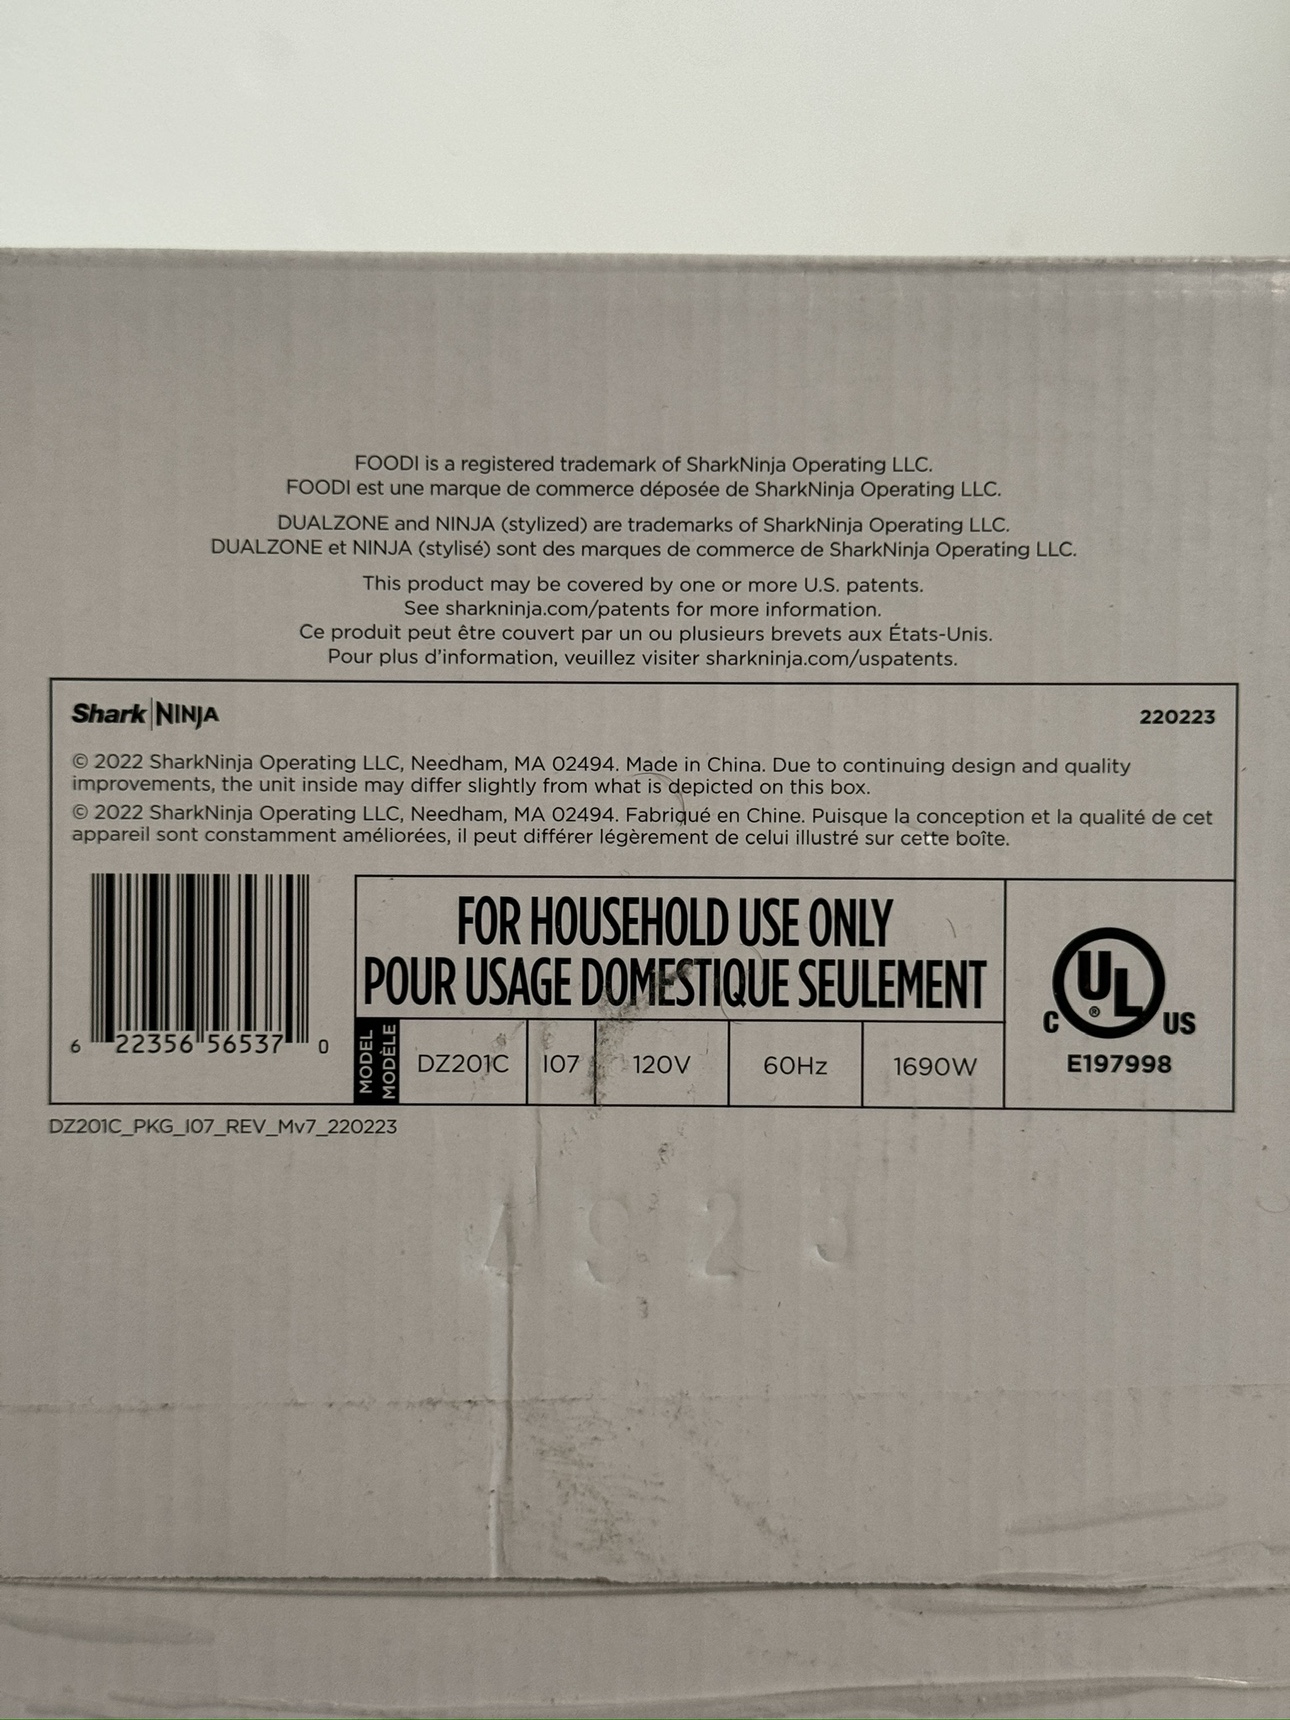 FOODI is a registered trademark of SharkNinja Operating LLC.
FOODI est une marque de commerce déposée de SharkNinja Operating LLC.
DUALZONE and NINJA (stylized) are trademarks of SharkNinja Operating LLC.
DUALZONE et NINJA (stylisé) sont des marques de commerce de SharkNinja Operating LLC.
This product may be covered by one or more U.S. patents.
See sharkninja.com/patents for more information.
Ce produit peut être couvert par un ou plusieurs brevets aux États-Unis.
Pour plus d'information, veuillez visiter sharkninja.com/uspatents.
Shark|NINJA
220223
© 2022 SharkNinja Operating LLC, Needham, MA 02494. Made in China. Due to continuing design and quality
improvements, the unit inside may differ slightly from what is depicted on this box.
© 2022 SharkNinja Operating LLC, Needham, MA 02494. Fabriqué en Chine. Puisque la conception et la qualité de cet
appareil sont constamment améliorées, il peut différer légèrement de celui illustré sur cette boîte.
6 22356 56537 0
FOR HOUSEHOLD USE ONLY
POUR USAGE DOMESTIQUE SEULEMENT
MODEL
MODÈLE
DZ201C I07 120V 60Hz 1690W
C UL ® US
E197998
DZ201C_PKG_I07_REV_Mv7_220223